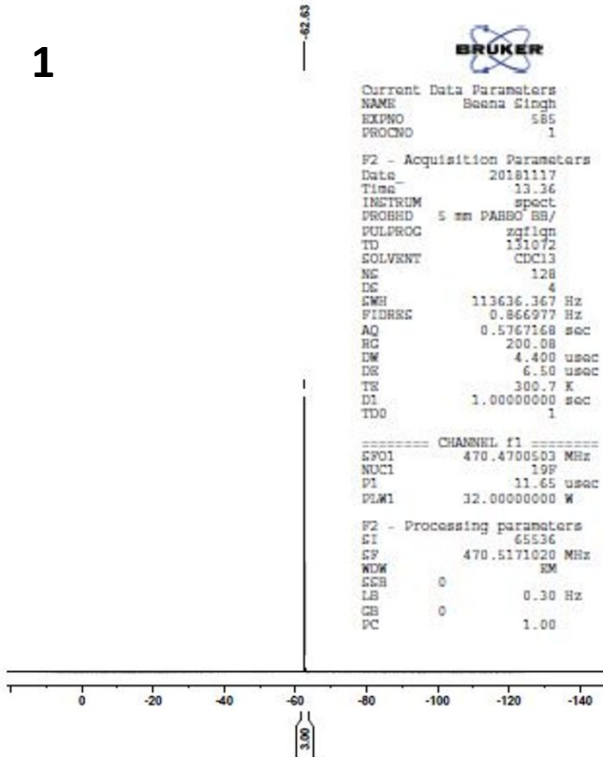 1
-62.63
BRUKER
Current Data Parameters
NAME Beena Singh
EXPNO 585
PROCNO 1
F2 - Acquisition Parameters
Date_ 20181117
Time 13.36
INSTRUM spect
PROBHD 5 mm PABBO BB/
PULPROG zgflqn
TD 131072
SOLVENT CDCl3
NS 128
DS 4
SWH 113636.367 Hz
FIDRES 0.866977 Hz
AQ 0.5767168 sec
RG 200.08
DW 4.400 usec
DE 6.50 usec
TE 300.7 K
D1 1.00000000 sec
TD0 1
======== CHANNEL f1 ========
SFO1 470.4700503 MHz
NUC1 19F
P1 11.65 usec
PLW1 32.00000000 W
F2 - Processing parameters
SI 65536
SF 470.5171020 MHz
WDW EM
SSB 0
LB 0.30 Hz
GB 0
PC 1.00
0 -20 -40 -60 -80 -100 -120 -140
3.00